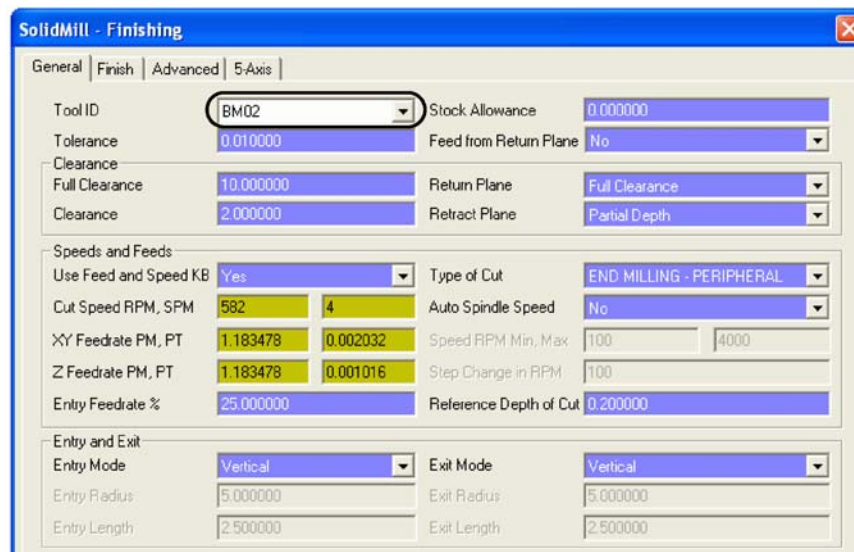 SolidMill - Finishing
General Finish Advanced 5-Axis
Tool ID BM02 Stock Allowance 0.000000
Tolerance 0.010000 Feed from Return Plane No
Clearance
Full Clearance 10.000000 Return Plane Full Clearance
Clearance 2.000000 Retract Plane Partial Depth
Speeds and Feeds
Use Feed and Speed KB Yes Type of Cut END MILLING - PERIPHERAL
Cut Speed RPM, SPM 582 4 Auto Spindle Speed No
XY Feedrate PM, PT 1.183478 0.002032 Speed RPM Min, Max 100 4000
Z Feedrate PM, PT 1.183478 0.001016 Step Change in RPM 100
Entry Feedrate % 25.000000 Reference Depth of Cut 0.200000
Entry and Exit
Entry Mode Vertical Exit Mode Vertical
Entry Radius 5.000000 Exit Radius 5.000000
Entry Length 2.500000 Exit Length 2.500000